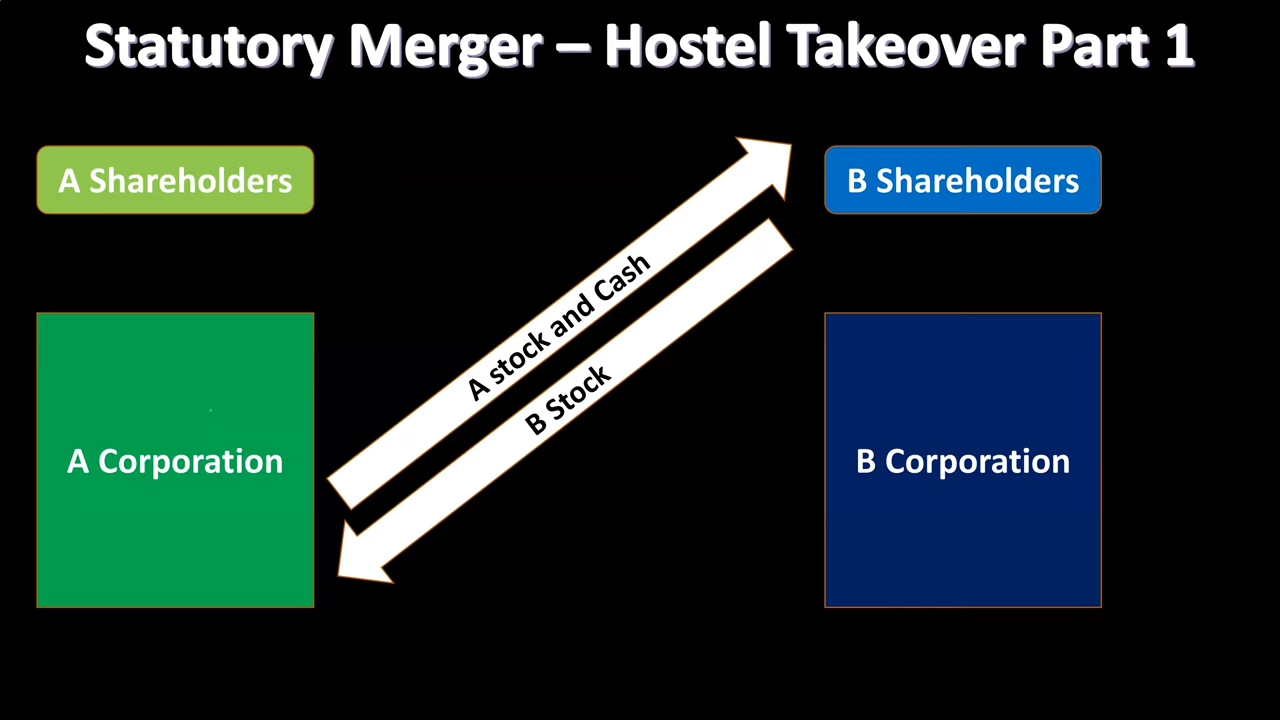 Statutory Merger – Hostel Takeover Part 1
A Shareholders
B Shareholders
A stock and Cash
B Stock
A Corporation
B Corporation